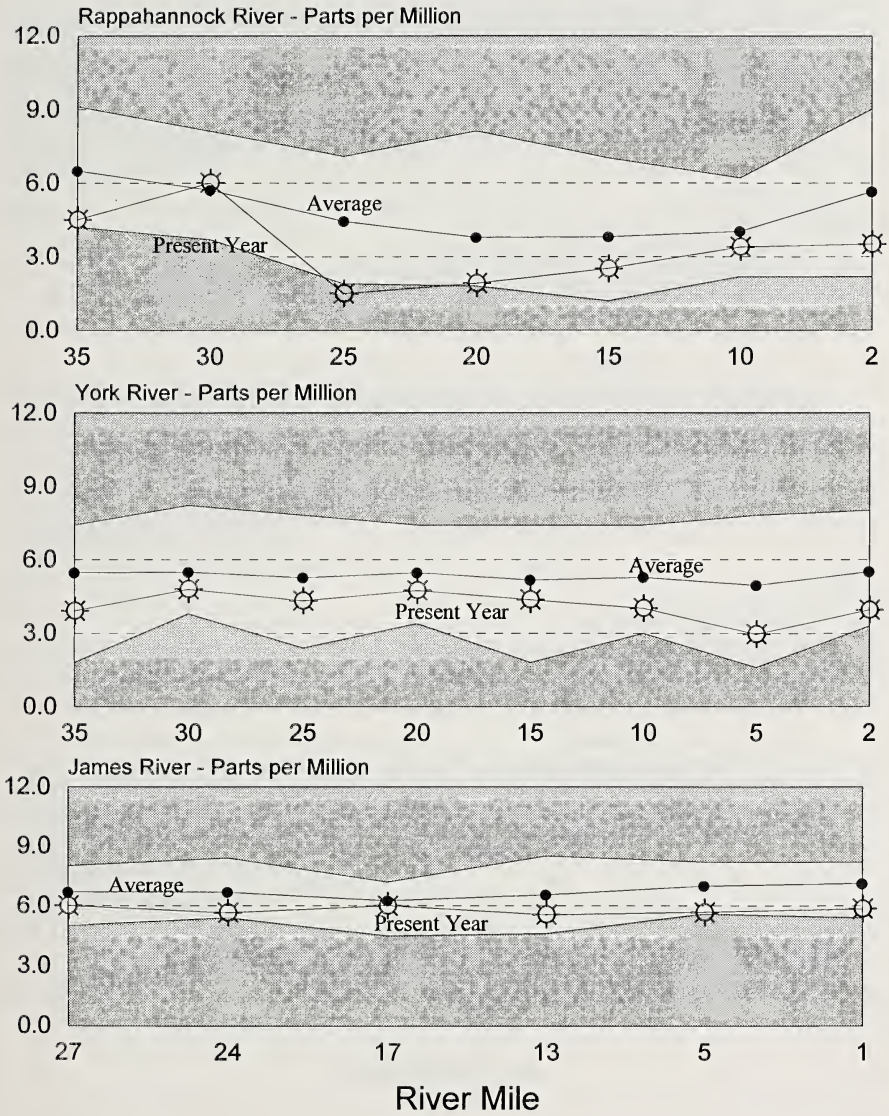 Rappahannock River - Parts per Million
12.0
9.0
6.0
3.0
0.0
Average
Present Year
35 30 25 20 15 10 2
York River - Parts per Million
12.0
9.0
6.0
3.0
0.0
Average
Present Year
35 30 25 20 15 10 5 2
James River - Parts per Million
12.0
9.0
6.0
3.0
0.0
Average
Present Year
27 24 17 13 5 1
River Mile